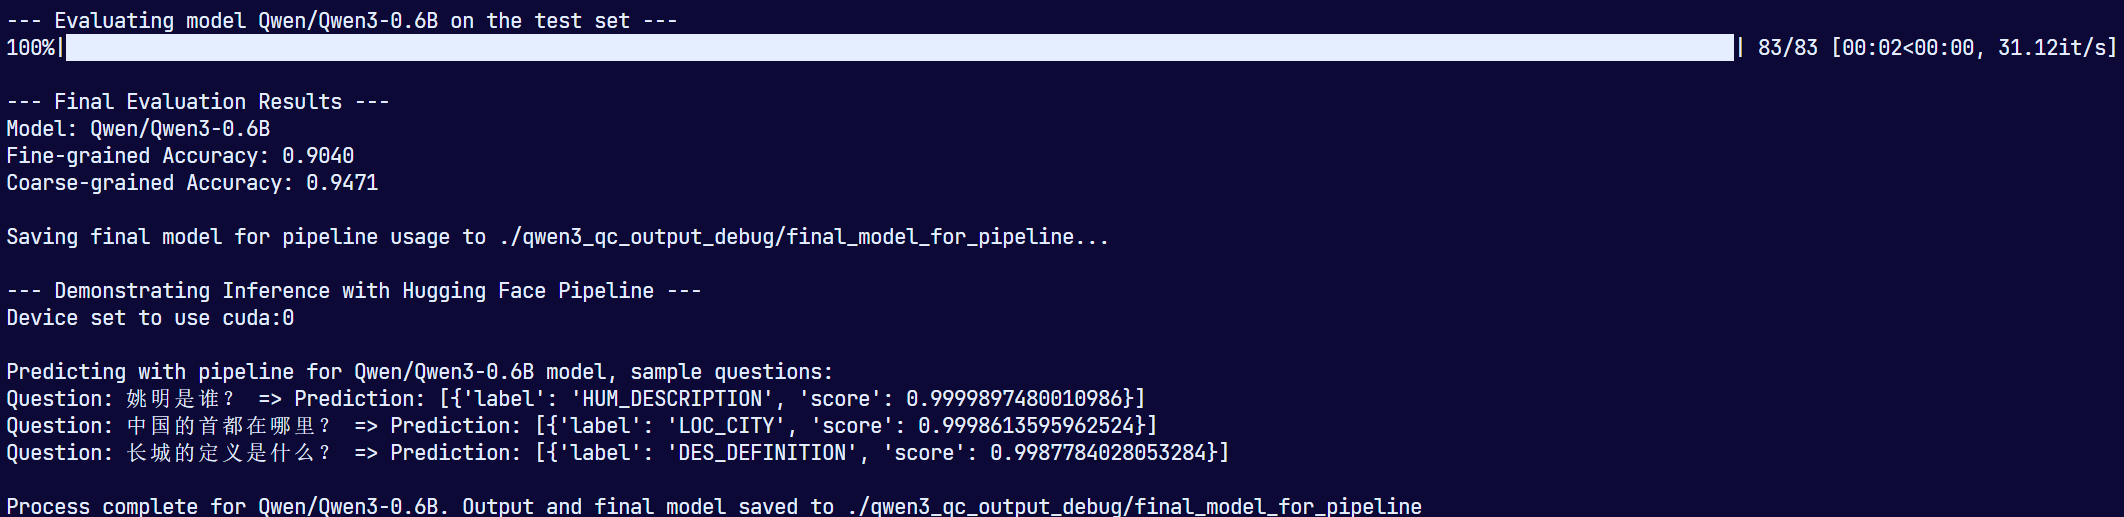 --- Evaluating model Qwen/Qwen3-0.6B on the test set ---
100%| | 83/83 [00:02<00:00, 31.12it/s]
--- Final Evaluation Results ---
Model: Qwen/Qwen3-0.6B
Fine-grained Accuracy: 0.9040
Coarse-grained Accuracy: 0.9471
Saving final model for pipeline usage to ./qwen3_qc_output_debug/final_model_for_pipeline...
--- Demonstrating Inference with Hugging Face Pipeline ---
Device set to use cuda:0
Predicting with pipeline for Qwen/Qwen3-0.6B model, sample questions:
Question: 姚明是谁？ => Prediction: [{'label': 'HUM_DESCRIPTION', 'score': 0.9999897480010986}]
Question: 中国的首都在哪里？ => Prediction: [{'label': 'LOC_CITY', 'score': 0.9998613595962524}]
Question: 长城的定义是什么？ => Prediction: [{'label': 'DES_DEFINITION', 'score': 0.9987784028053284}]
Process complete for Qwen/Qwen3-0.6B. Output and final model saved to ./qwen3_qc_output_debug/final_model_for_pipeline